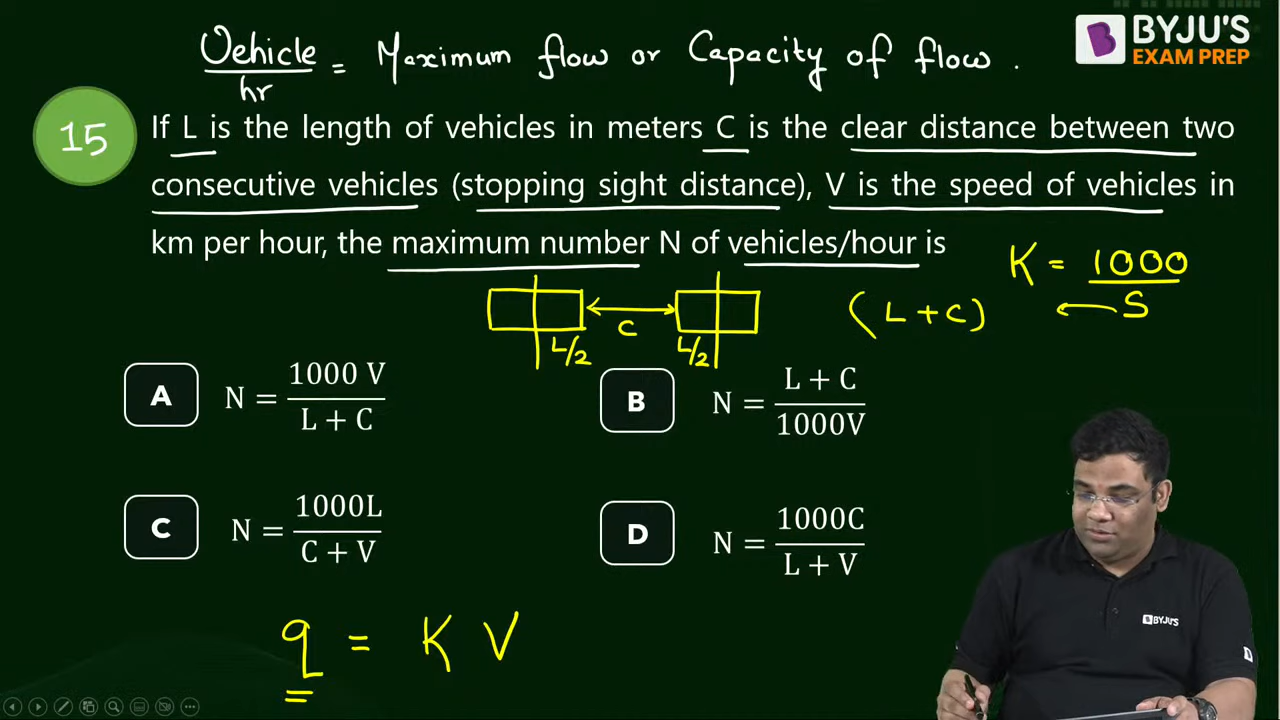 Vehicle/hr = Maximum flow or Capacity of flow.
BYJU'S
EXAM PREP
15
If L is the length of vehicles in meters C is the clear distance between two
consecutive vehicles (stopping sight distance), V is the speed of vehicles in
km per hour, the maximum number N of vehicles/hour is
K = 1000/S
(L + C)
C
L/2
L/2
A N = 1000 V/L + C
B N = L + C/1000V
C N = 1000L/C + V
D N = 1000C/L + V
q = K V
BYJU'S